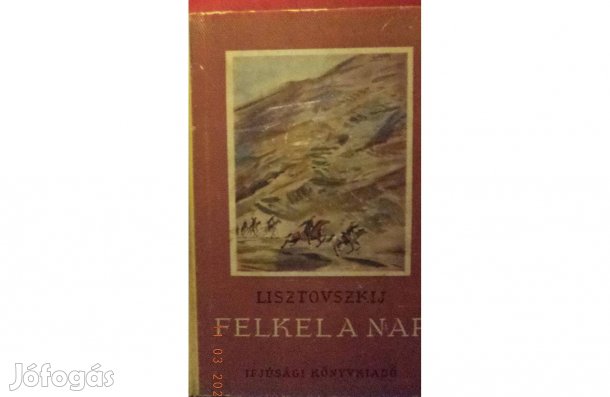 LISZTOVSZKIJ
FELKEL A NAP
IFJÚSÁGI KÖNYVKIADÓ
Jófogás